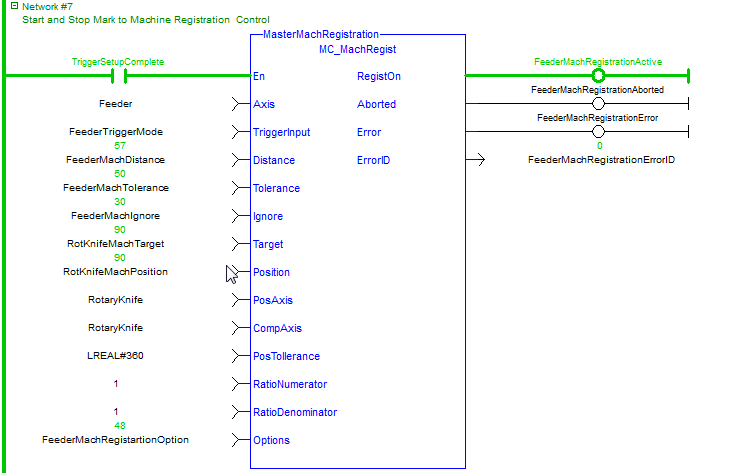 Network #7
Start and Stop Mark to Machine Registration Control
MasterMachRegistration
MC_MachRegist
TriggerSetupComplete
FeederMachRegistrationActive
En RegistOn
FeederMachRegistrationAborted
Feeder Axis Aborted
FeederMachRegistrationError
FeederTriggerMode TriggerInput Error
57 0
FeederMachDistance Distance ErrorID FeederMachRegistrationErrorID
50
FeederMachTolerance Tolerance
30
FeederMachIgnore Ignore
90
RotKnifeMachTarget Target
90
RotKnifeMachPosition Position
RotaryKnife PosAxis
RotaryKnife CompAxis
LREAL#360 PosTollerance
1 RatioNumerator
1 RatioDenominator
48
FeederMachRegistartionOption Options